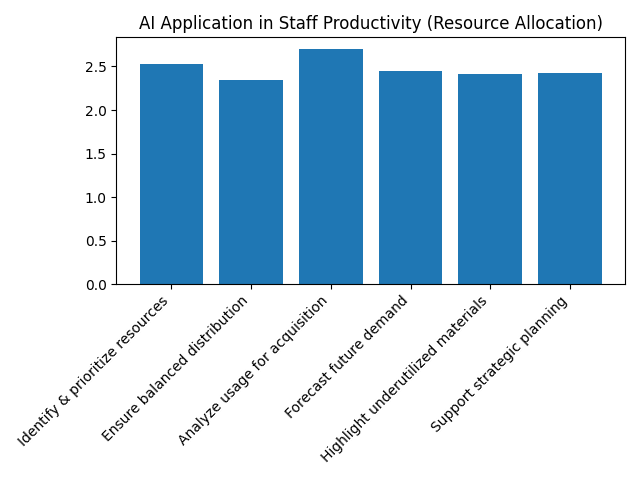 AI Application in Staff Productivity (Resource Allocation)
2.5
2.0
1.5
1.0
0.5
0.0
Identify & prioritize resources
Ensure balanced distribution
Analyze usage for acquisition
Forecast future demand
Highlight underutilized materials
Support strategic planning